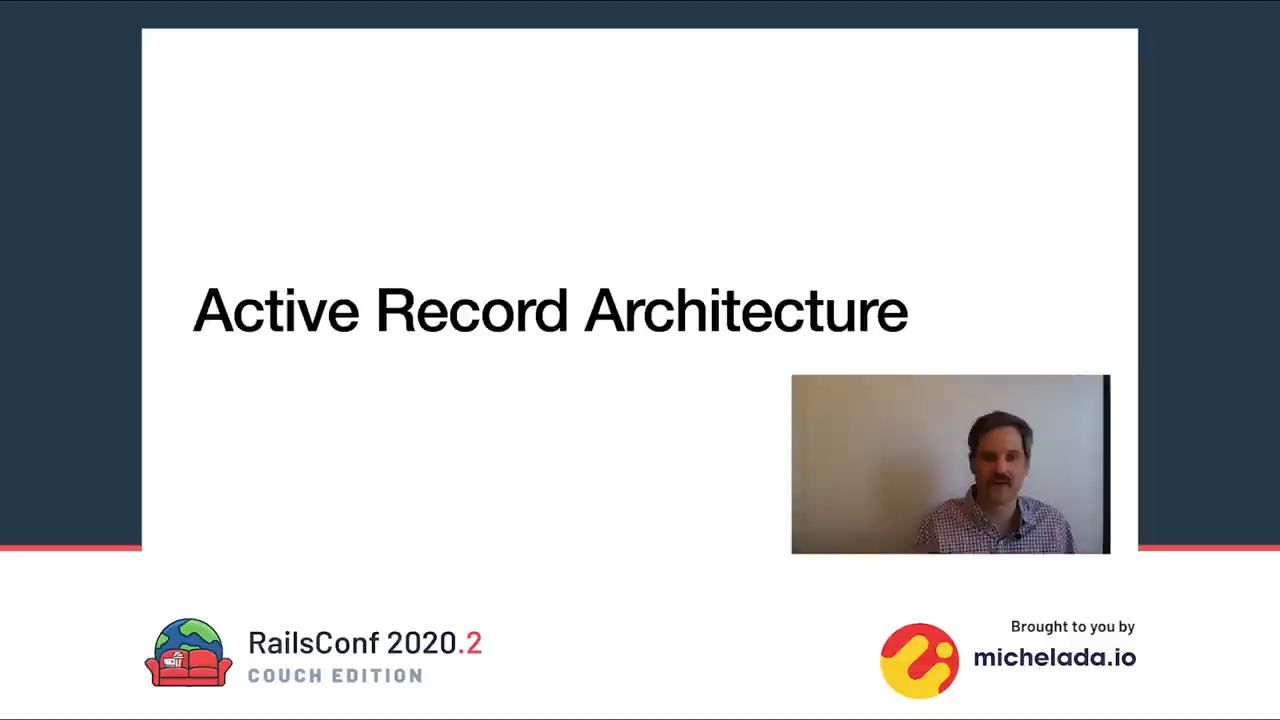 Active Record Architecture
RailsConf 2020.2
COUCH EDITION
Brought to you by
michelada.io